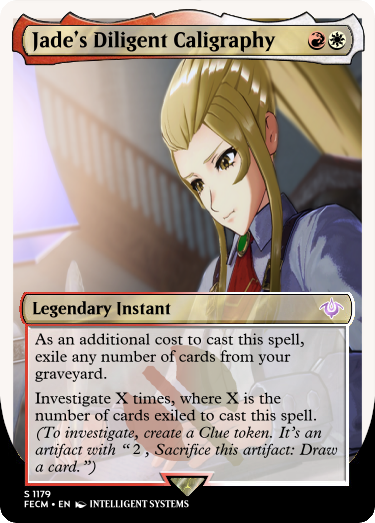 Jade's Diligent Caligraphy
Legendary Instant
As an additional cost to cast this spell,
exile any number of cards from your
graveyard.
Investigate X times, where X is the
number of cards exiled to cast this spell.
(To investigate, create a Clue token. It's an
artifact with “2 , Sacrifice this artifact: Draw
a card.”)
S 1179
FECM • EN INTELLIGENT SYSTEMS